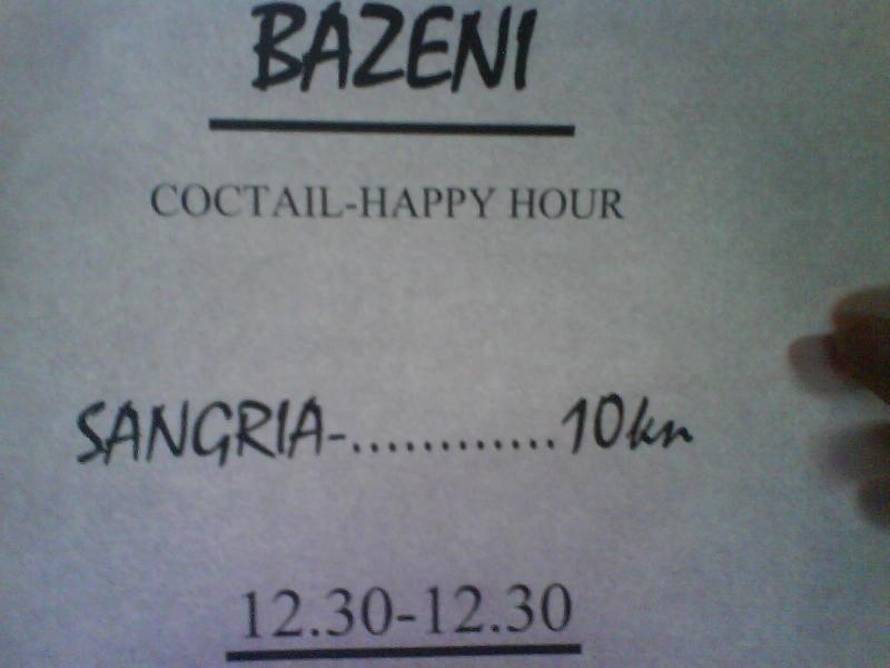 BAZENI
COCTAIL-HAPPY HOUR
SANGRIA-............10kn
12.30-12.30